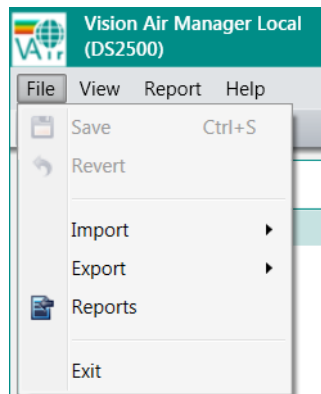 VAir
Vision Air Manager Local
(DS2500)
File View Report Help
Save Ctrl+S
Revert
Import
Export
Reports
Exit